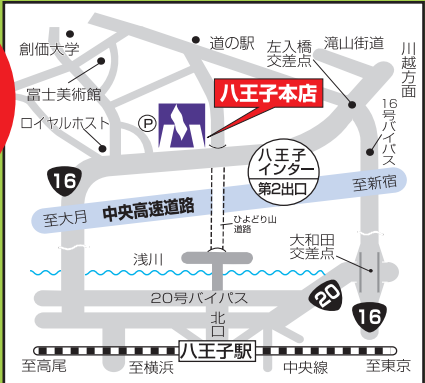 創価大学
道の駅
左入橋
交差点
滝山街道
川越方面
富士美術館
八王子本店
ロイヤルホスト
P
16号バイパス
八王子
インター
第2出口
16
至新宿
中央高速道路
至大月
ひよどり山
道路
大和田
交差点
浅川
20号バイパス
20
16
北口
八王子駅
至高尾
至横浜
中央線
至東京